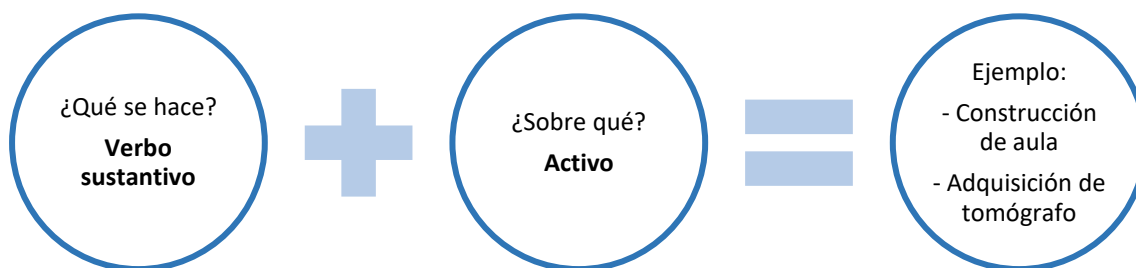 ¿Qué se hace?
Verbo
sustantivo
¿Sobre qué?
Activo
Ejemplo:
- Construcción
de aula
- Adquisición de
tomógrafo